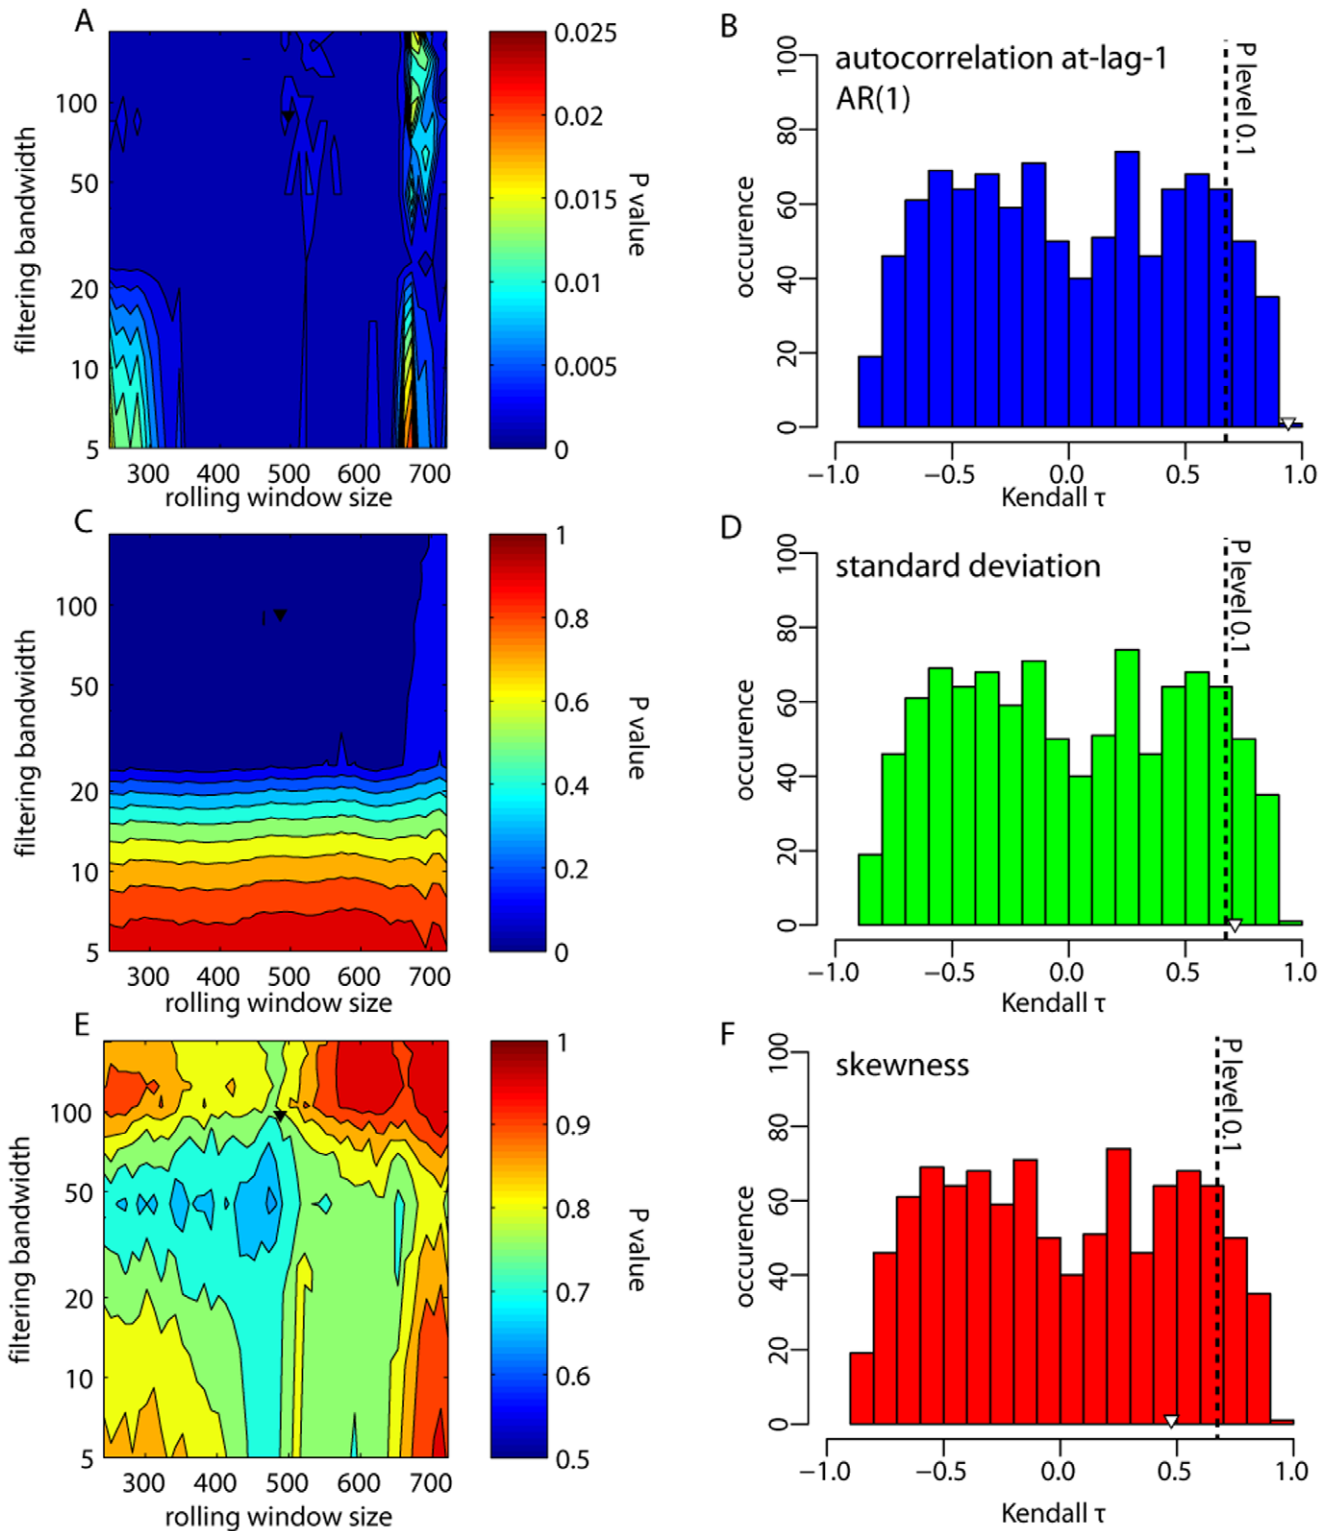 A
filtering bandwidth
100
50
20
10
5
300 400 500 600 700
rolling window size
0.025
0.02
0.015
0.01
0.005
0
P value
B
autocorrelation at-lag-1
AR(1)
P level 0.1
occurence
100
80
60
40
20
0
−1.0 −0.5 0.0 0.5 1.0
Kendall τ
C
filtering bandwidth
100
50
20
10
5
300 400 500 600 700
rolling window size
1
0.8
0.6
0.4
0.2
0
P value
D
standard deviation
P level 0.1
occurence
100
80
60
40
20
0
−1.0 −0.5 0.0 0.5 1.0
Kendall τ
E
filtering bandwidth
100
50
20
10
5
300 400 500 600 700
rolling window size
1
0.9
0.8
0.7
0.6
0.5
P value
F
skewness
P level 0.1
occurence
100
80
60
40
20
0
−1.0 −0.5 0.0 0.5 1.0
Kendall τ